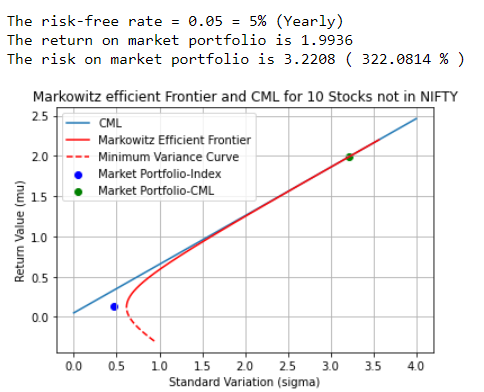 The risk-free rate = 0.05 = 5% (Yearly)
The return on market portfolio is 1.9936
The risk on market portfolio is 3.2208 ( 322.0814 % )
Markowitz efficient Frontier and CML for 10 Stocks not in NIFTY
CML
Markowitz Efficient Frontier
Minimum Variance Curve
Market Portfolio-Index
Market Portfolio-CML
Return Value (mu)
2.5
2.0
1.5
1.0
0.5
0.0
0.0 0.5 1.0 1.5 2.0 2.5 3.0 3.5 4.0
Standard Variation (sigma)